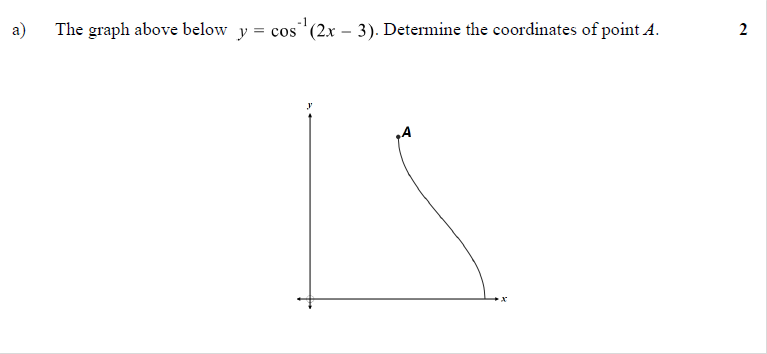 a) The graph above below y = cos⁻¹(2x – 3). Determine the coordinates of point A. 2
y
A
x